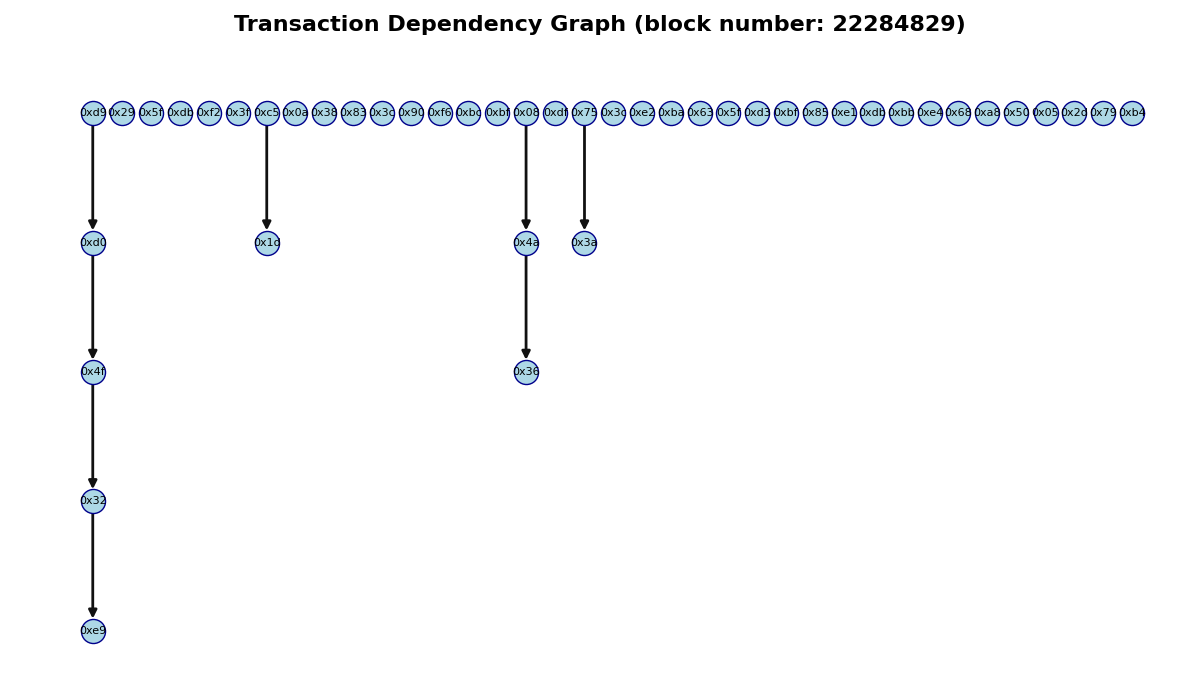 Transaction Dependency Graph (block number: 22284829)
0xd9 0x29 0x5f 0xdb 0xf2 0x3f 0xc5 0x0a 0x38 0x83 0x3c 0x90 0xf6 0xbc 0xbf 0x08 0xdf 0x75 0x3c 0xe2 0xba 0x63 0x5f 0xd3 0xbf 0x85 0xe1 0xdb 0xbb 0xe4 0x68 0xa8 0x50 0x05 0x2c 0x79 0xb4
0xd0 0x1d 0x4a 0x3a
0x4f 0x36
0x32
0xe9